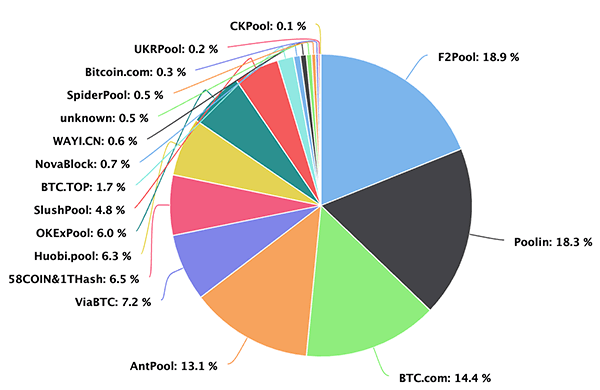 CKPool: 0.1 %
UKRPool: 0.2 %
Bitcoin.com: 0.3 %
SpiderPool: 0.5 %
unknown: 0.5 %
WAYI.CN: 0.6 %
NovaBlock: 0.7 %
BTC.TOP: 1.7 %
SlushPool: 4.8 %
OKExPool: 6.0 %
Huobi.pool: 6.3 %
58COIN&1THash: 6.5 %
ViaBTC: 7.2 %
AntPool: 13.1 %
BTC.com: 14.4 %
Poolin: 18.3 %
F2Pool: 18.9 %